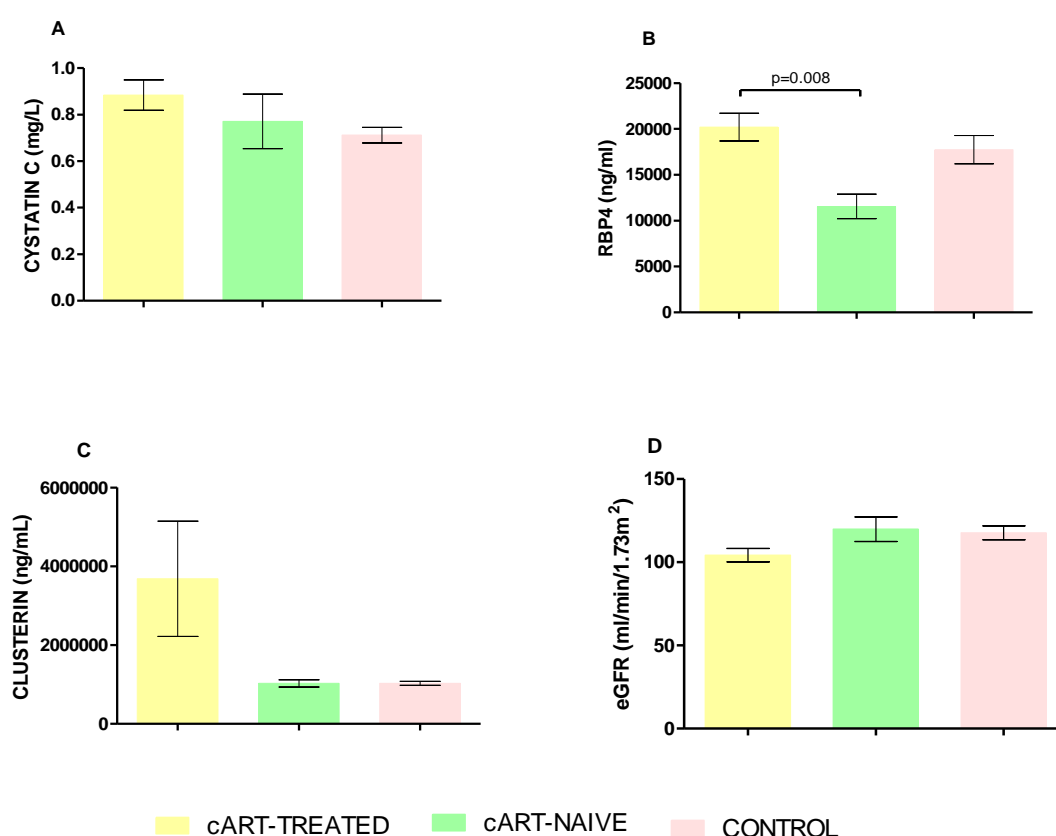 A
CYSTATIN C (mg/L)
1.0
0.8
0.6
0.4
0.2
0.0
B
RBP4 (ng/ml)
25000
20000
15000
10000
5000
0
p=0.008
C
CLUSTERIN (ng/mL)
6000000
4000000
2000000
0
D
eGFR (ml/min/1.73m²)
150
100
50
0
cART-TREATED cART-NAIVE CONTROL